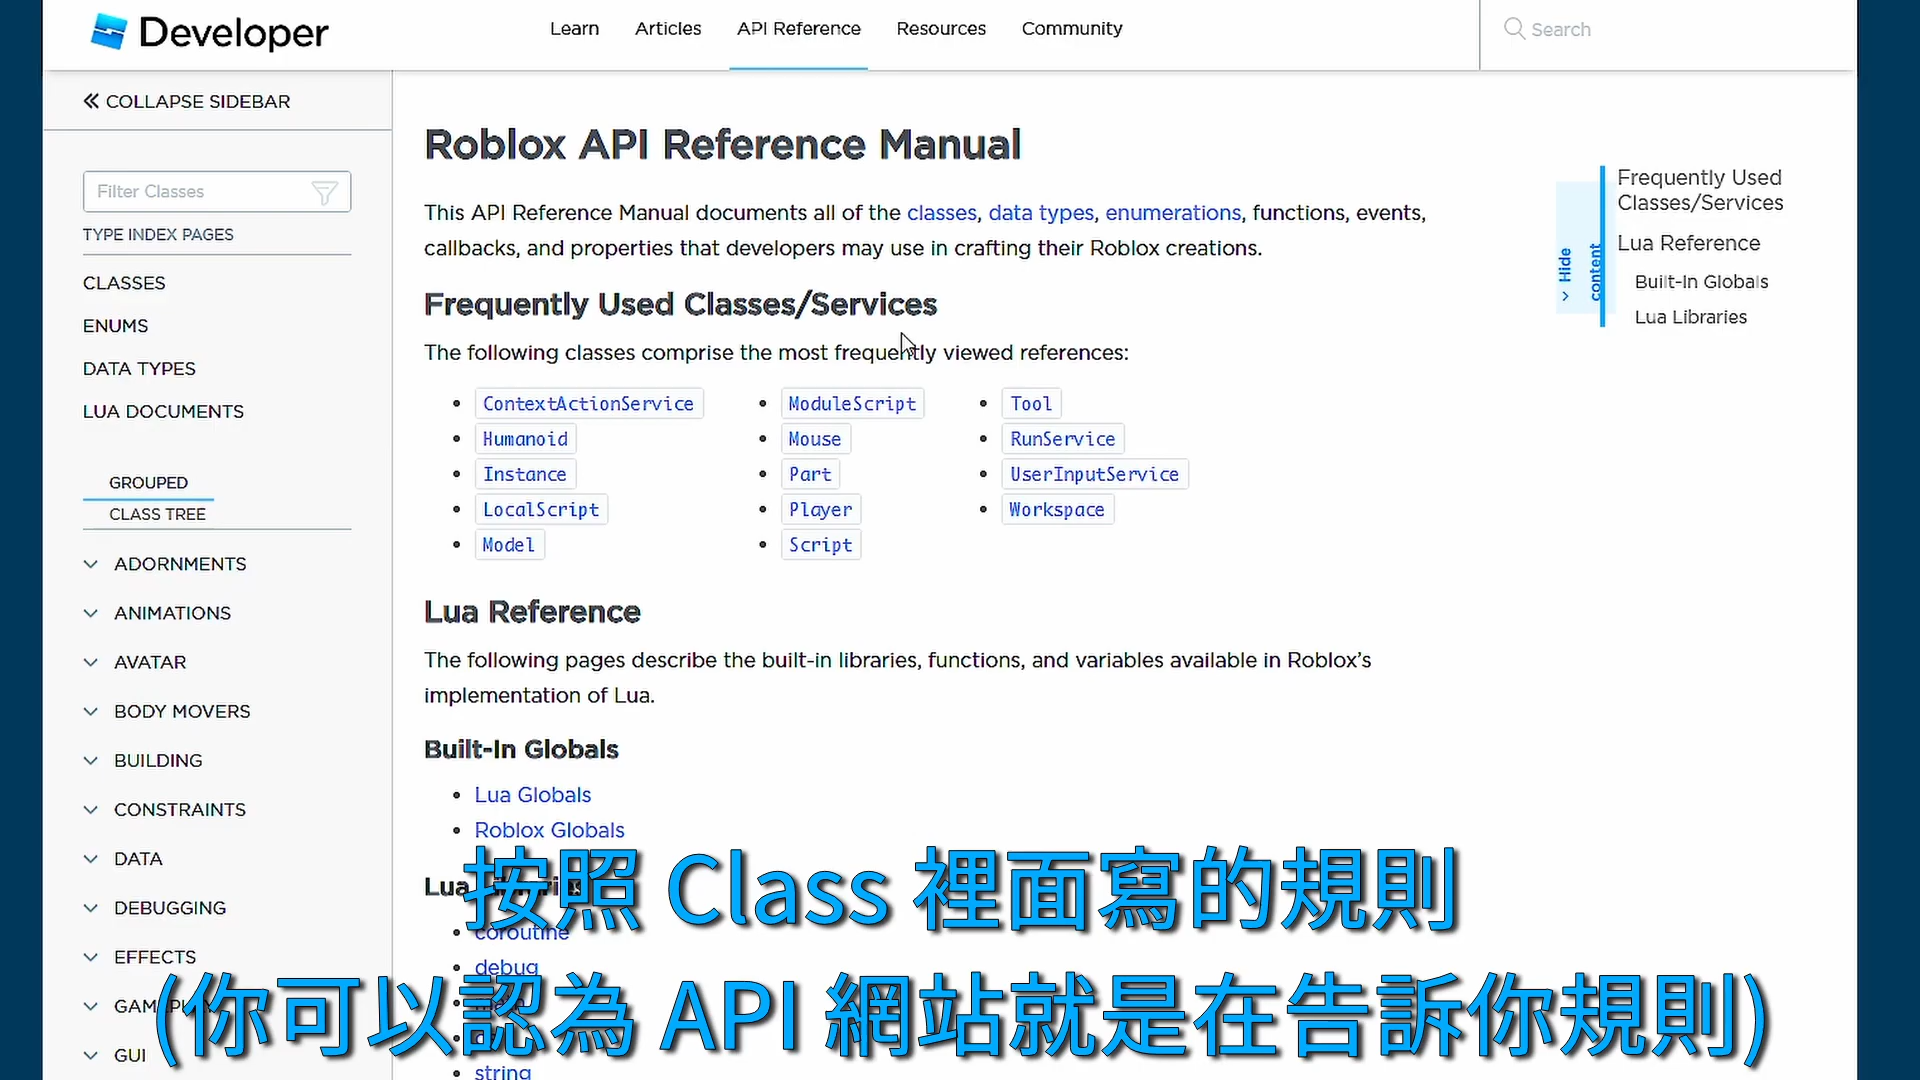 Developer
Learn
Articles
API Reference
Resources
Community
Search
COLLAPSE SIDEBAR
Filter Classes
TYPE INDEX PAGES
CLASSES
ENUMS
DATA TYPES
LUA DOCUMENTS
GROUPED
CLASS TREE
ADORNMENTS
ANIMATIONS
AVATAR
BODY MOVERS
BUILDING
CONSTRAINTS
DATA
DEBUGGING
EFFECTS
GUI
Roblox API Reference Manual
This API Reference Manual documents all of the classes, data types, enumerations, functions, events,
callbacks, and properties that developers may use in crafting their Roblox creations.
Frequently Used Classes/Services
The following classes comprise the most frequently viewed references:
ContextActionService
Humanoid
Instance
LocalScript
Model
ModuleScript
Mouse
Part
Player
Script
Tool
RunService
UserInputService
Workspace
Lua Reference
The following pages describe the built-in libraries, functions, and variables available in Roblox's
implementation of Lua.
Built-In Globals
Lua Globals
Roblox Globals
Lua
coroutine
debug
string
Hide
content
Frequently Used
Classes/Services
Lua Reference
Built-In Globals
Lua Libraries
按照 Class 裡面寫的規則
(你可以認為 API 網站就是在告訴你規則)